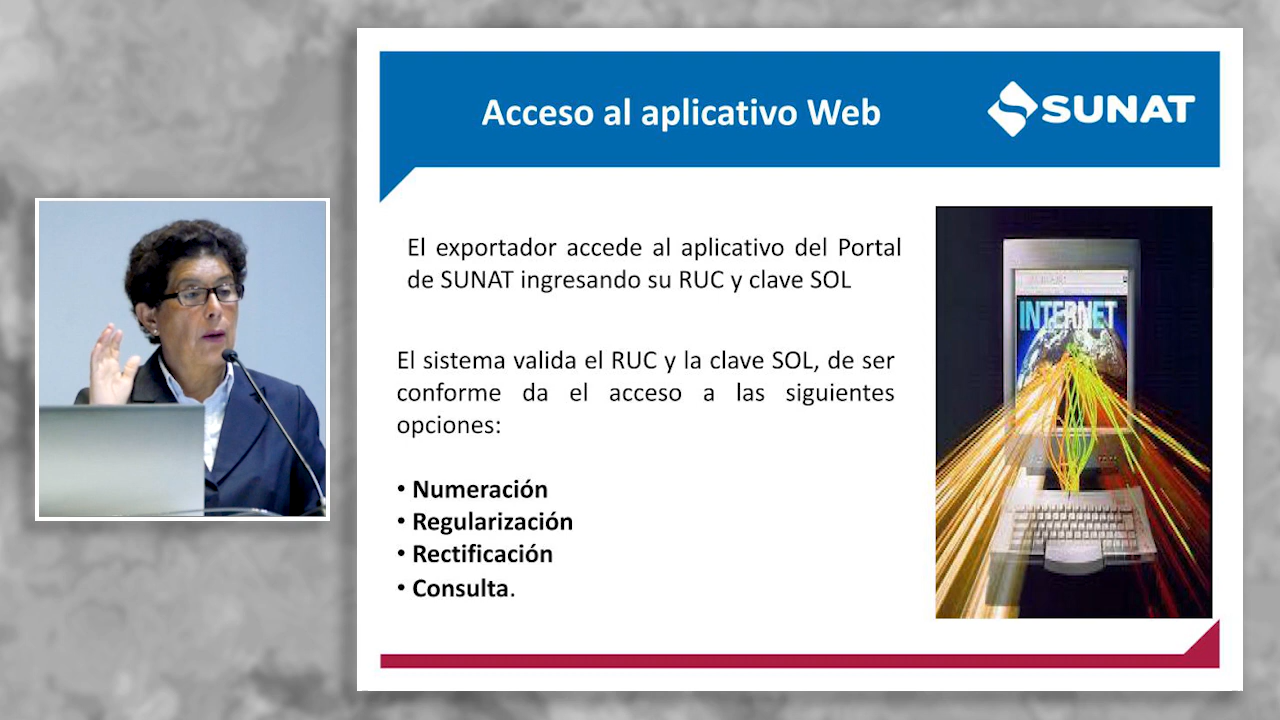 Acceso al aplicativo Web
SUNAT
El exportador accede al aplicativo del Portal
de SUNAT ingresando su RUC y clave SOL
El sistema valida el RUC y la clave SOL, de ser
conforme da el acceso a las siguientes
opciones:
• Numeración
• Regularización
• Rectificación
• Consulta.
INTERNET